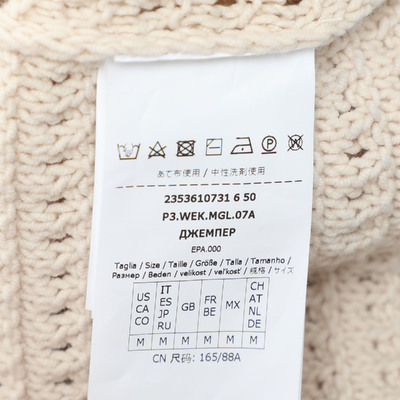 あて布使用 / 中性洗剤使用
2353610731 6 50
P3.WEK.MGL.07A
ДЖЕМПЕР
EPA.000
Taglia / Size / Taille / Größe / Talla / Tamanho /
Размер / Beden / velikost / veľkosť / 规格 / サイズ
US CA CO | IT ES JP RU | GB | FR BE | MX | CH AT NL DE
M | M | M | M | M | M
CN 尺码: 165/88A